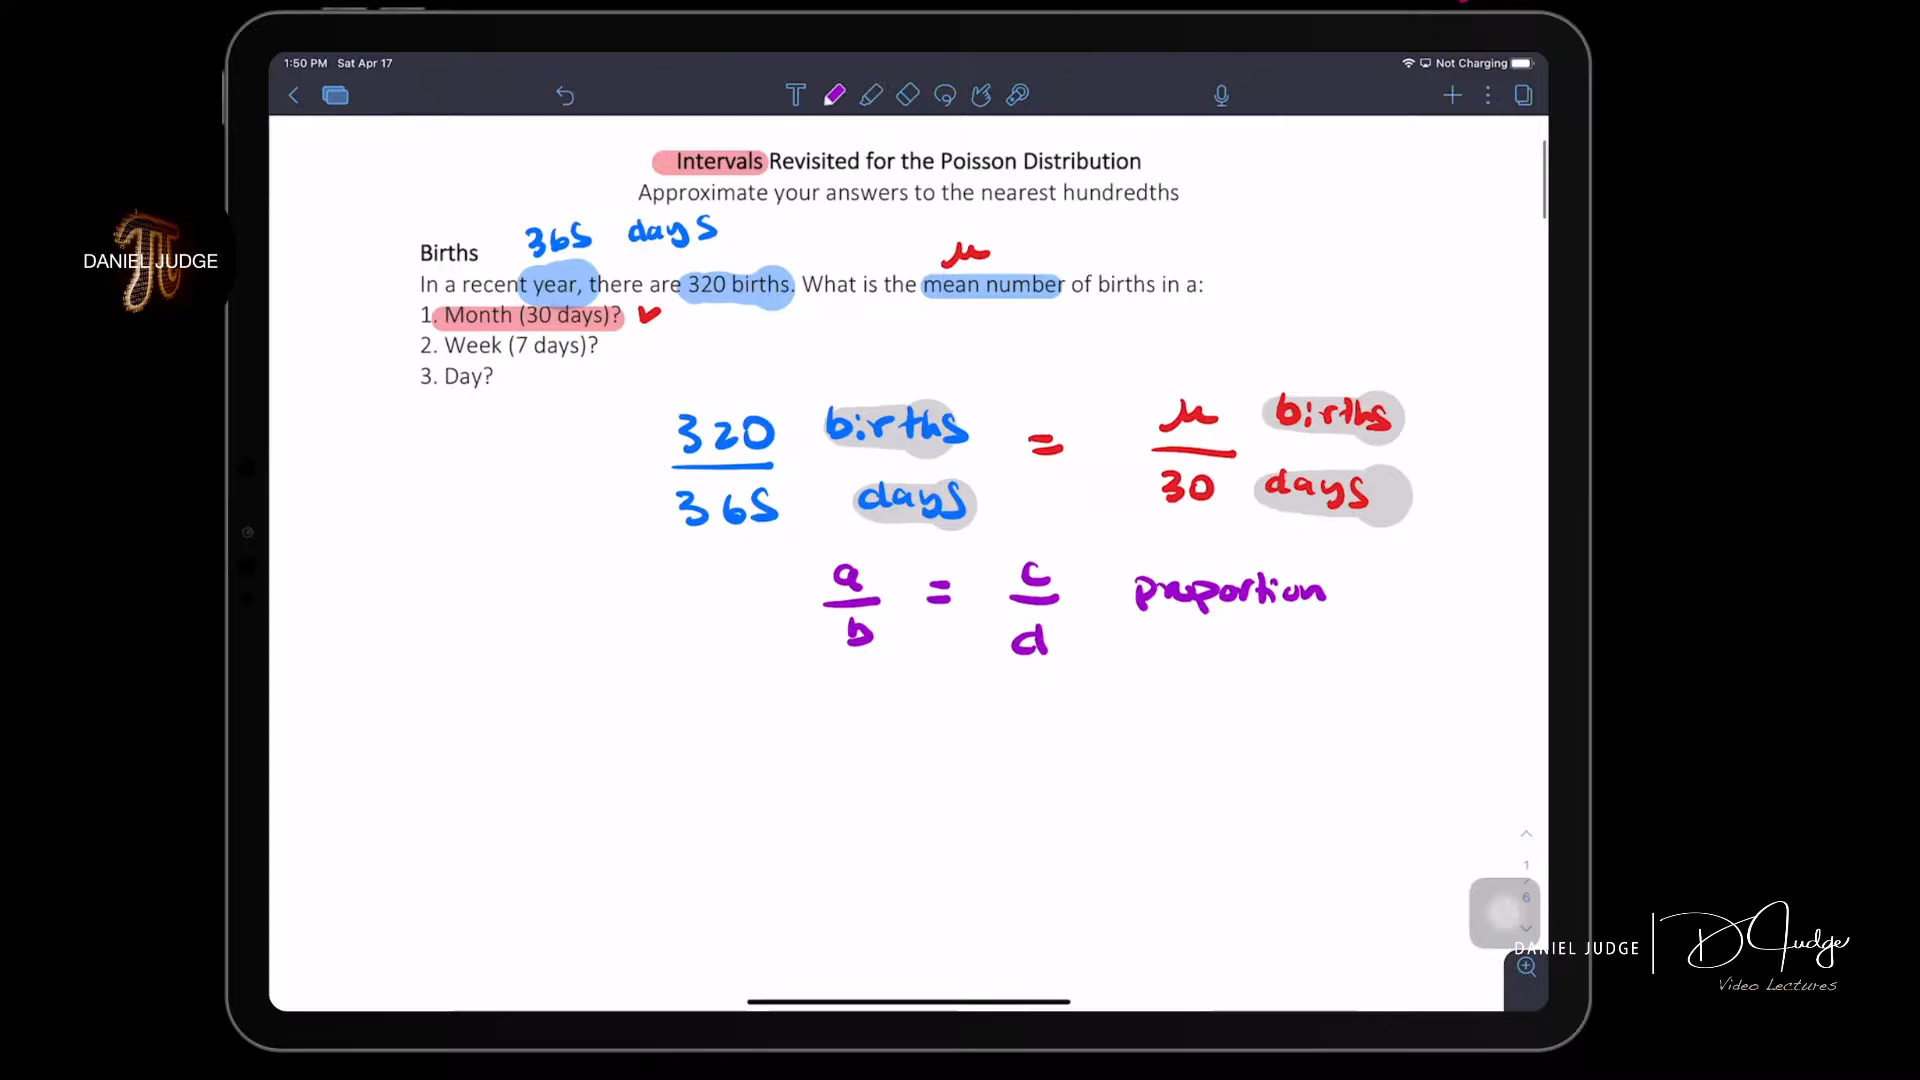 1:50 PM Sat Apr 17
Not Charging
Intervals Revisited for the Poisson Distribution
Approximate your answers to the nearest hundredths
365 days
Births
μ
In a recent year, there are 320 births. What is the mean number of births in a:
1. Month (30 days)?
2. Week (7 days)?
3. Day?
320 births = μ births
365 days 30 days
a = c proportion
b d
DANIEL JUDGE
1
6
DANIEL JUDGE
DJudge
Video Lectures